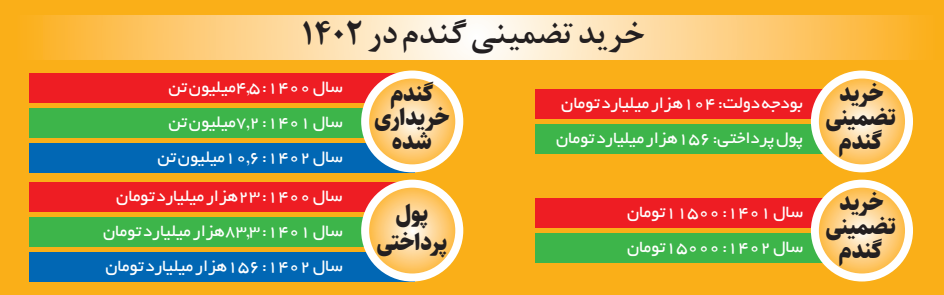 خرید تضمینی گندم در ۱۴۰۲
خرید
تضمینی
گندم
بودجه دولت: ۱۰۴ هزار میلیارد تومان
پول پرداختی: ۱۵۶ هزار میلیارد تومان
گندم
خریداری
شده
سال ۱۴۰۰: ۴٫۵ میلیون تن
سال ۱۴۰۱: ۷٫۲ میلیون تن
سال ۱۴۰۲: ۱۰٫۶ میلیون تن
خرید
تضمینی
گندم
سال ۱۴۰۱: ۱۱۵۰۰ تومان
سال ۱۴۰۲: ۱۵۰۰۰ تومان
پول
پرداختی
سال ۱۴۰۰: ۲۳ هزار میلیارد تومان
سال ۱۴۰۱: ۸۳٫۳ هزار میلیارد تومان
سال ۱۴۰۲: ۱۵۶ هزار میلیارد تومان